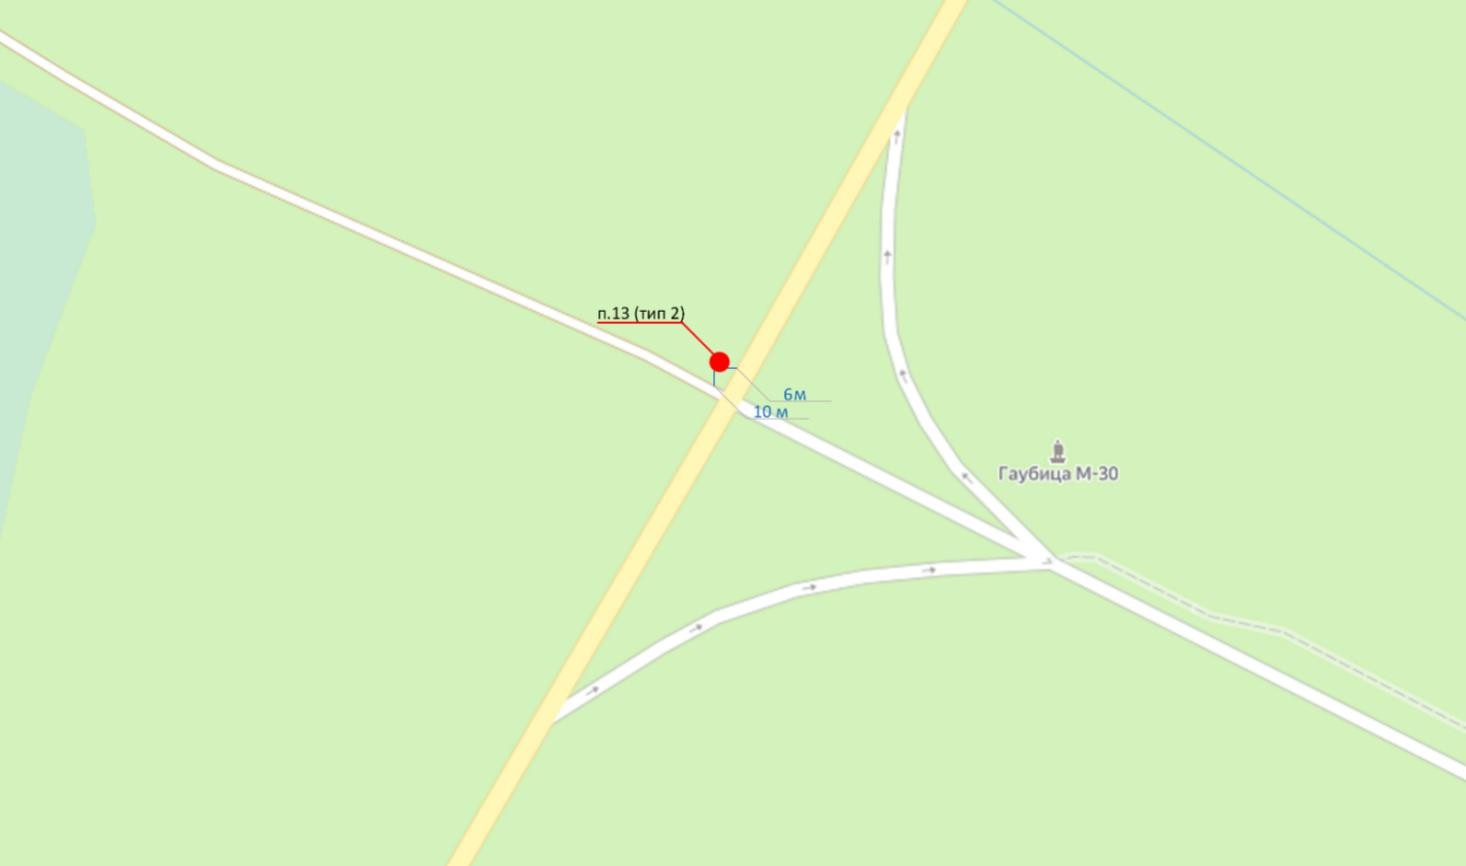 п.13 (тип 2)
6м
10 м
Гаубица М-30